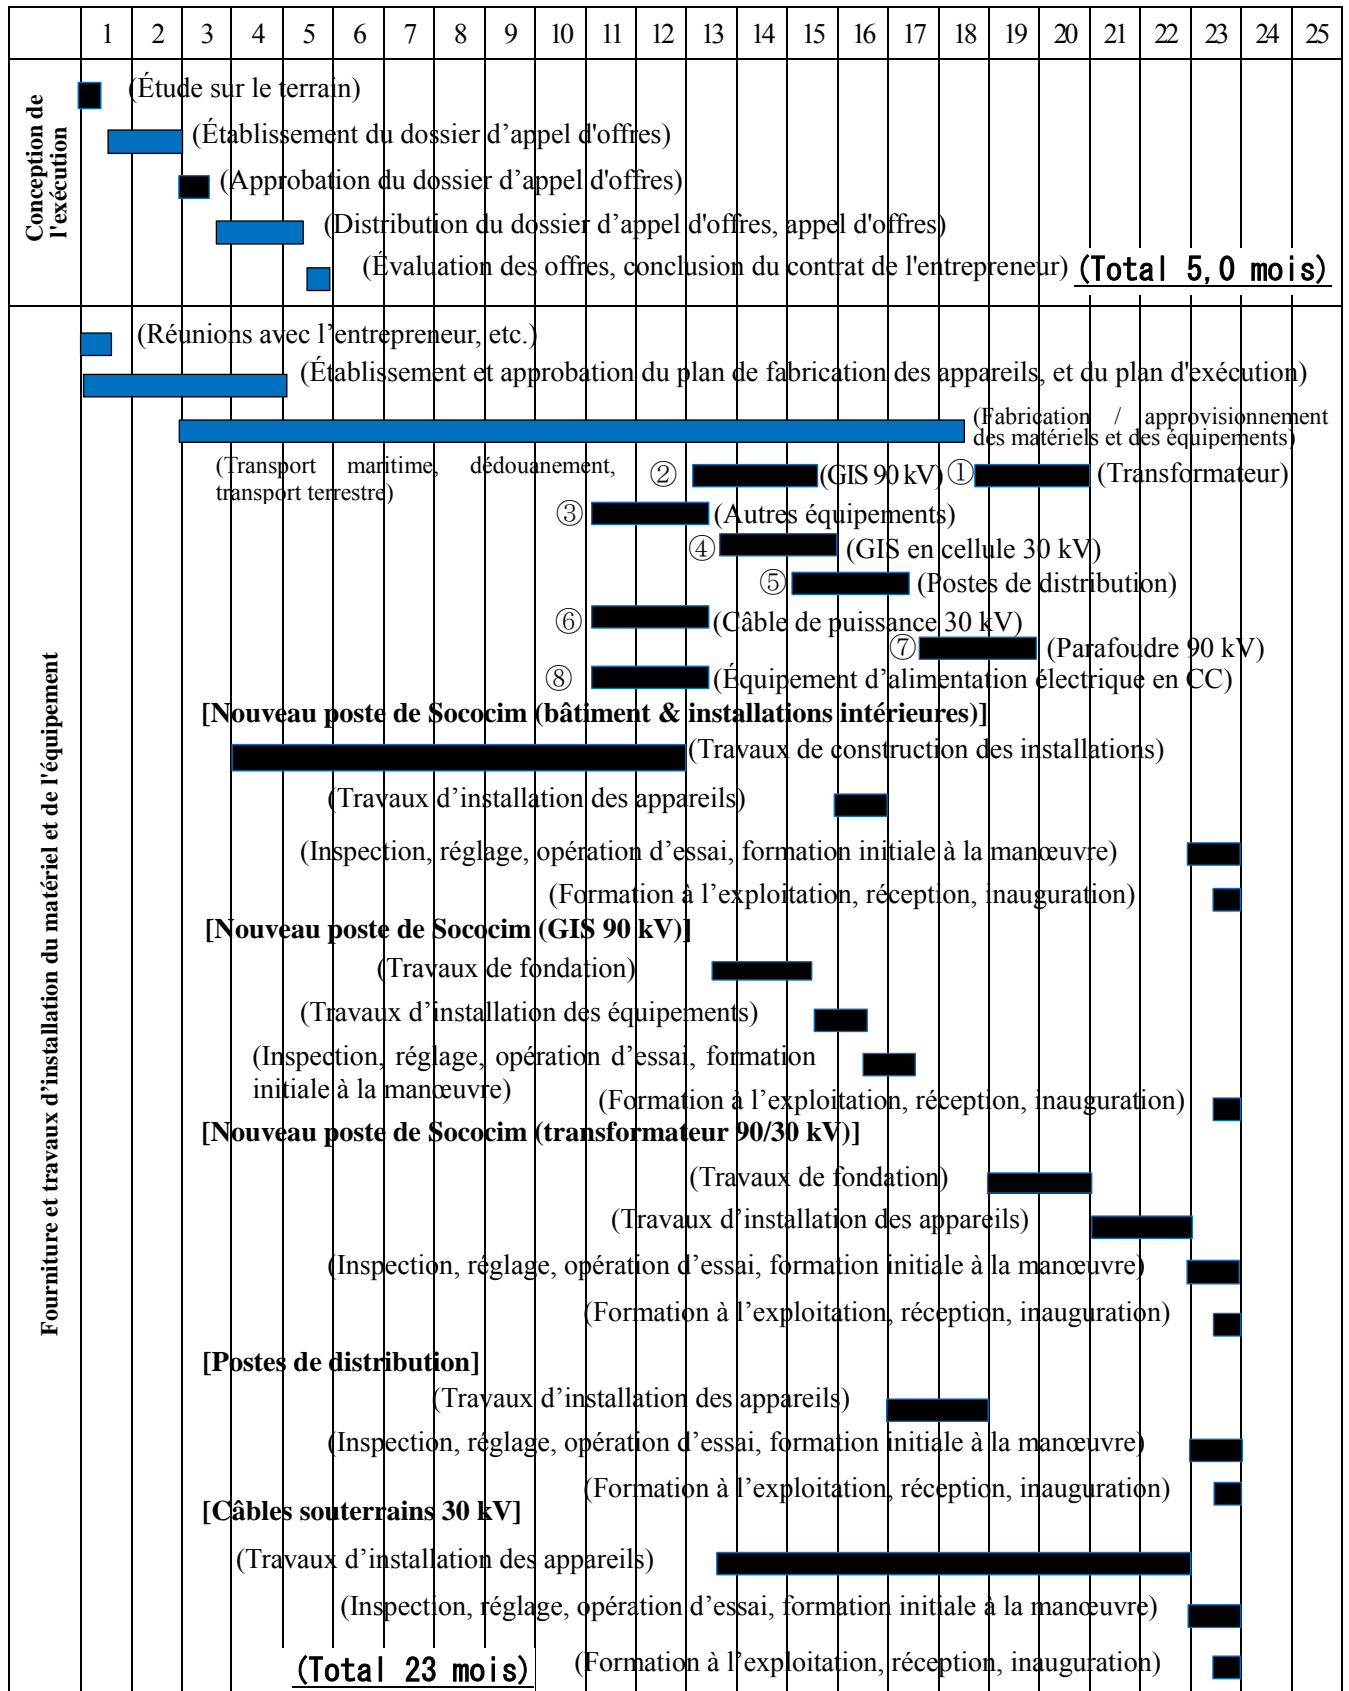 1 2 3 4 5 6 7 8 9 10 11 12 13 14 15 16 17 18 19 20 21 22 23 24 25
Conception de
l'exécution
(Étude sur le terrain)
(Établissement du dossier d’appel d'offres)
(Approbation du dossier d’appel d'offres)
(Distribution du dossier d’appel d'offres, appel d'offres)
(Évaluation des offres, conclusion du contrat de l'entrepreneur)
(Total 5,0 mois)
Fourniture et travaux d’installation du matériel et de l'équipement
(Réunions avec l’entrepreneur, etc.)
(Établissement et approbation du plan de fabrication des appareils, et du plan d'exécution)
(Fabrication / approvisionnement
des matériels et des équipements)
(Transport maritime, dédouanement,
transport terrestre)
② (GIS 90 kV) ① (Transformateur)
③ (Autres équipements)
④ (GIS en cellule 30 kV)
⑤ (Postes de distribution)
⑥ (Câble de puissance 30 kV)
⑦ (Parafoudre 90 kV)
⑧ (Équipement d’alimentation électrique en CC)
[Nouveau poste de Sococim (bâtiment & installations intérieures)]
(Travaux de construction des installations)
(Travaux d’installation des appareils)
(Inspection, réglage, opération d’essai, formation initiale à la manœuvre)
(Formation à l’exploitation, réception, inauguration)
[Nouveau poste de Sococim (GIS 90 kV)]
(Travaux de fondation)
(Travaux d’installation des équipements)
(Inspection, réglage, opération d’essai, formation
initiale à la manœuvre)
(Formation à l’exploitation, réception, inauguration)
[Nouveau poste de Sococim (transformateur 90/30 kV)]
(Travaux de fondation)
(Travaux d’installation des appareils)
(Inspection, réglage, opération d’essai, formation initiale à la manœuvre)
(Formation à l’exploitation, réception, inauguration)
[Postes de distribution]
(Travaux d’installation des appareils)
(Inspection, réglage, opération d’essai, formation initiale à la manœuvre)
(Formation à l’exploitation, réception, inauguration)
[Câbles souterrains 30 kV]
(Travaux d’installation des appareils)
(Inspection, réglage, opération d’essai, formation initiale à la manœuvre)
(Formation à l’exploitation, réception, inauguration)
(Total 23 mois)